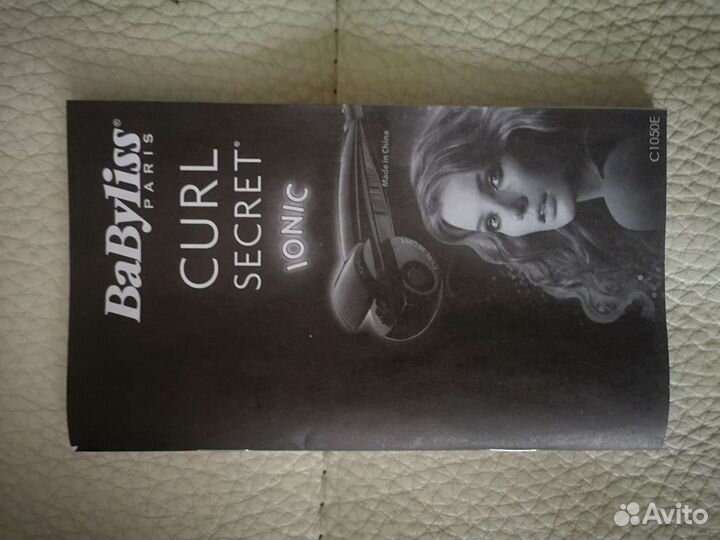 BaByliss®
PARIS
CURL
SECRET®
IONIC
Made in China
C1050E
Avito